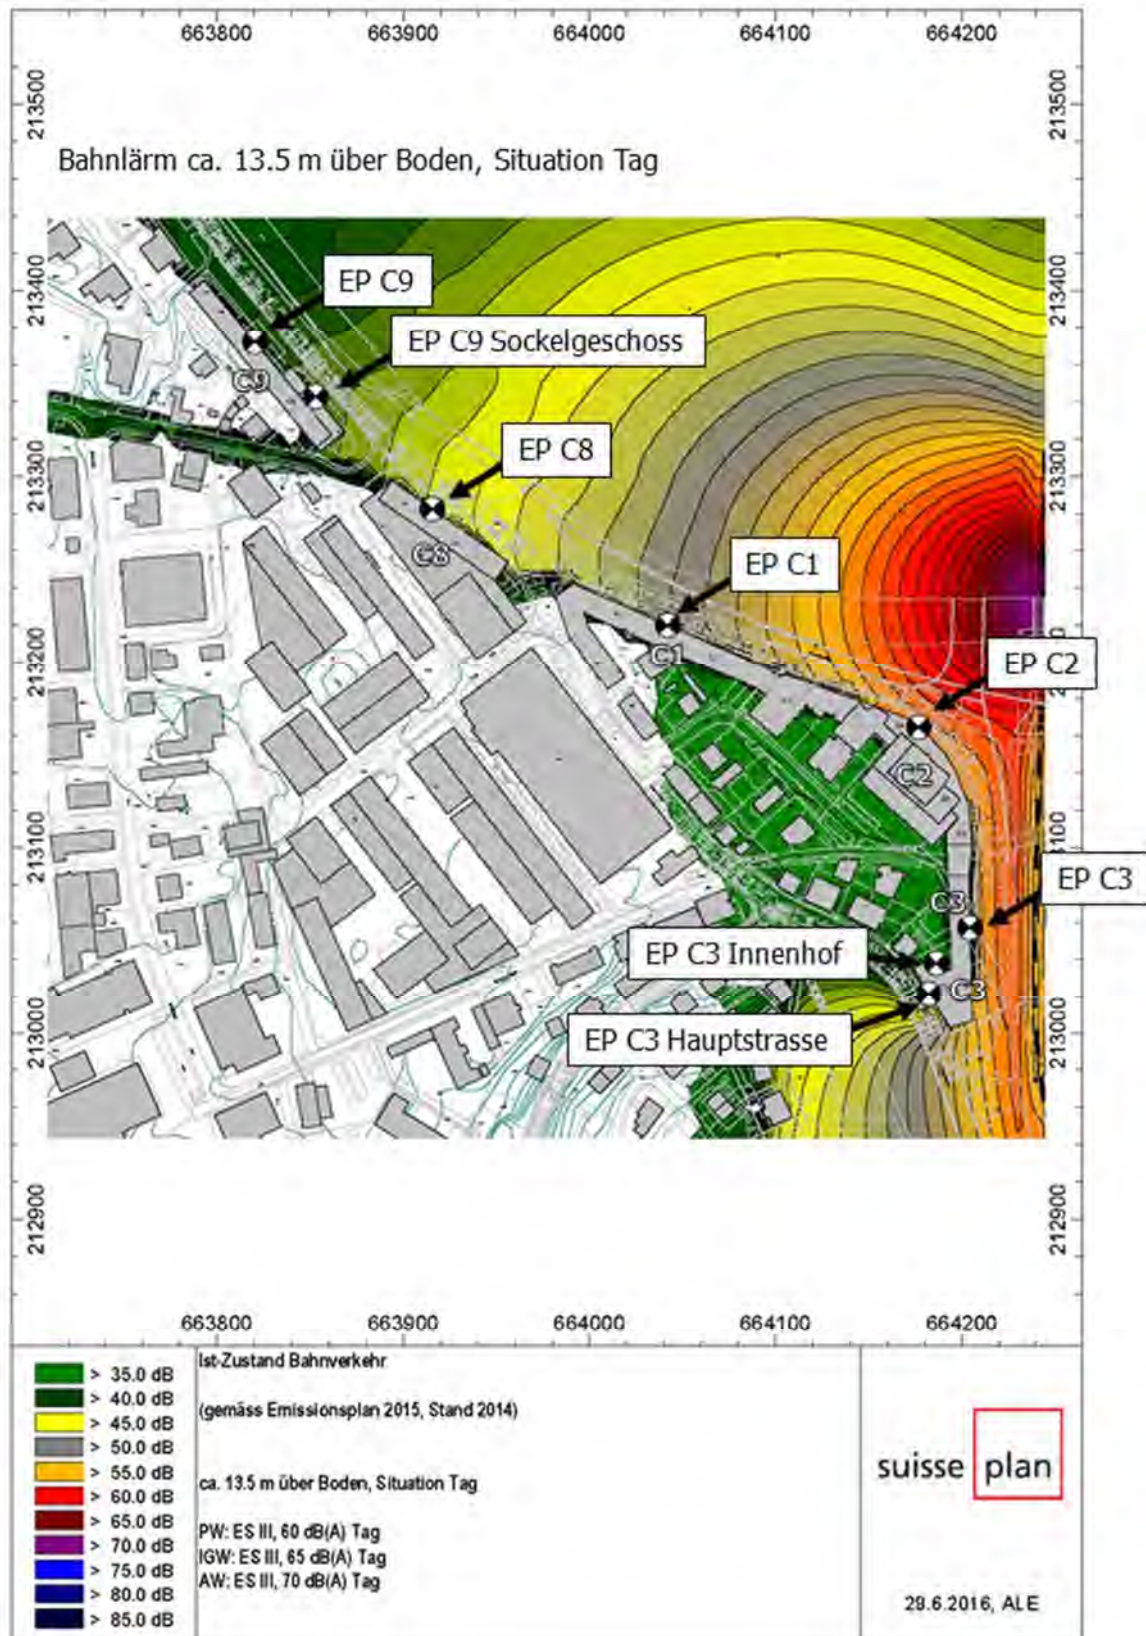 663800 663900 664000 664100 664200
213500 213500
Bahnlärm ca. 13.5 m über Boden, Situation Tag
213400 213400
EP C9
EP C9 Sockelgeschoss
C9
EP C8
213300 213300
C8
EP C1
213200
C1
EP C2
C2
213100
EP C3
C3
EP C3 Innenhof
C3
EP C3 Hauptstrasse
213000 213000
212900 212900
663800 663900 664000 664100 664200
> 35.0 dB
> 40.0 dB
> 45.0 dB
> 50.0 dB
> 55.0 dB
> 60.0 dB
> 65.0 dB
> 70.0 dB
> 75.0 dB
> 80.0 dB
> 85.0 dB
Ist-Zustand Bahnverkehr
(gemäss Emissionsplan 2015, Stand 2014)
ca. 13.5 m über Boden, Situation Tag
PW: ES III, 60 dB(A) Tag
IGW: ES III, 65 dB(A) Tag
AW: ES III, 70 dB(A) Tag
suisse plan
29.6.2016, ALE